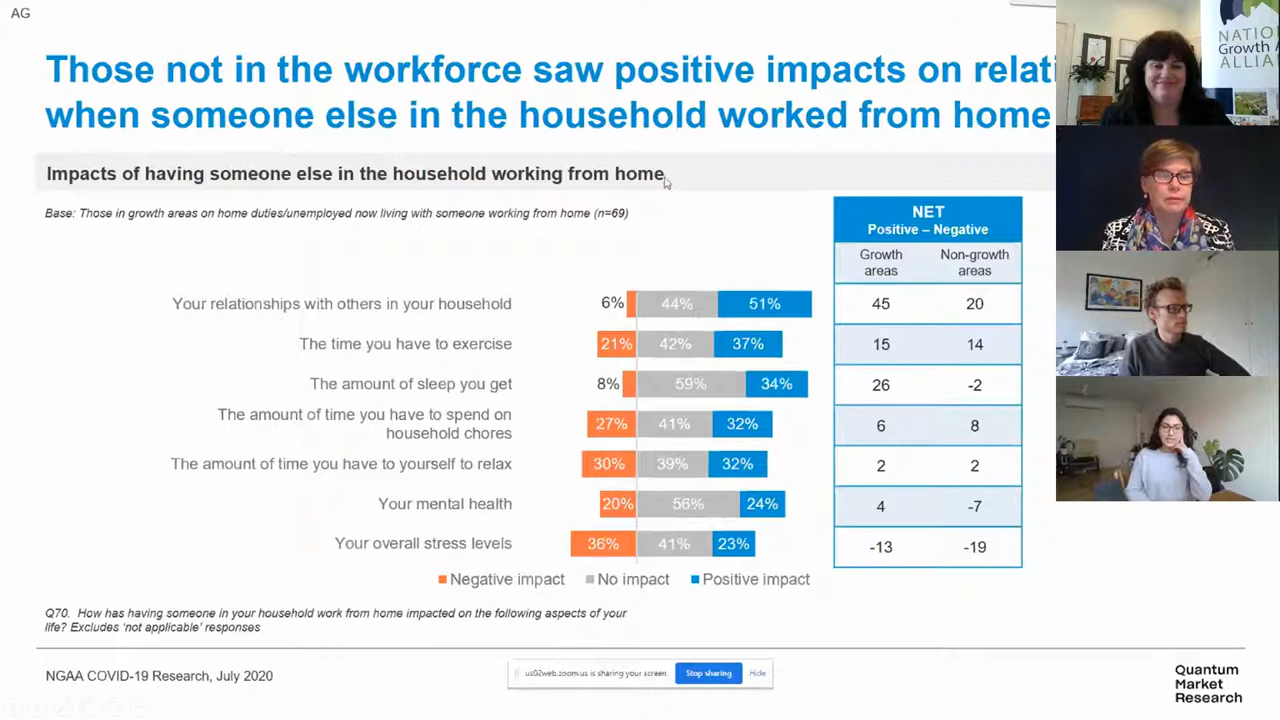 AG
Those not in the workforce saw positive impacts on relati
when someone else in the household worked from home
Impacts of having someone else in the household working from home
Base: Those in growth areas on home duties/unemployed now living with someone working from home (n=69)
NET
Positive – Negative
Growth areas
Non-growth areas
Your relationships with others in your household
6%
44%
51%
45
20
The time you have to exercise
21%
42%
37%
15
14
The amount of sleep you get
8%
59%
34%
26
-2
The amount of time you have to spend on
household chores
27%
41%
32%
6
8
The amount of time you have to yourself to relax
30%
39%
32%
2
2
Your mental health
20%
56%
24%
4
-7
Your overall stress levels
36%
41%
23%
-13
-19
Negative impact
No impact
Positive impact
Q70. How has having someone in your household work from home impacted on the following aspects of your
life? Excludes ‘not applicable’ responses
NGAA COVID-19 Research, July 2020
us02web.zoom.us is sharing your screen.
Stop sharing
Hide
Quantum
Market
Research
NATIO
Growth A
ALLIA